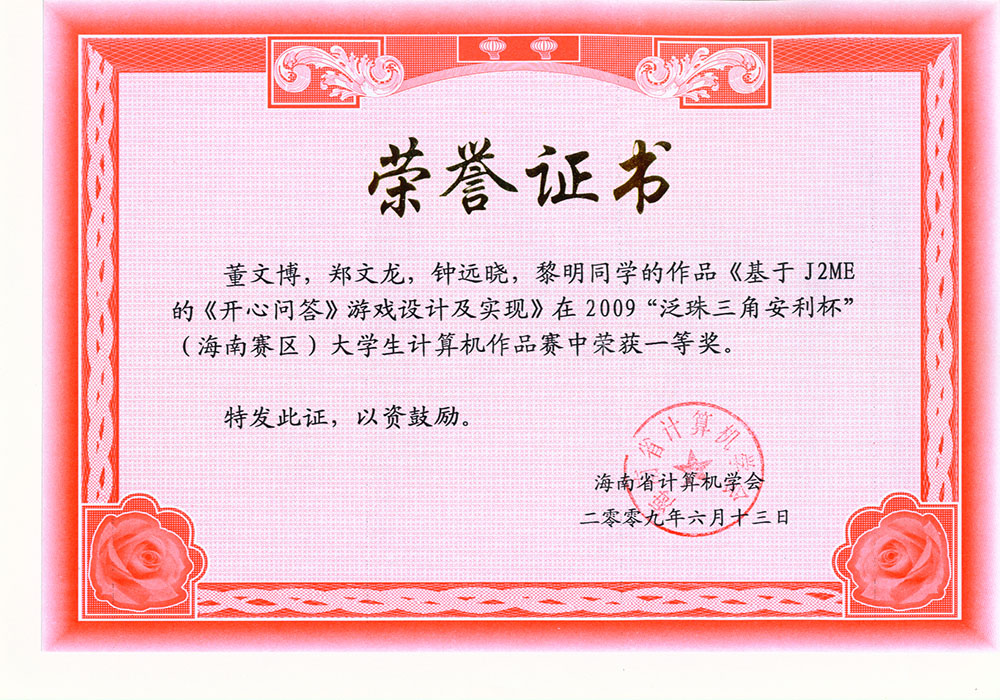 荣誉证书
董文博，郑文龙，钟远晓，黎明同学的作品《基于 J2ME
的《开心问答》游戏设计及实现》在 2009 “泛珠三角安利杯”
（海南赛区）大学生计算机作品赛中荣获一等奖。
特发此证，以资鼓励。
海南省计算机学会
海南省计算机学会
二零零九年六月十三日